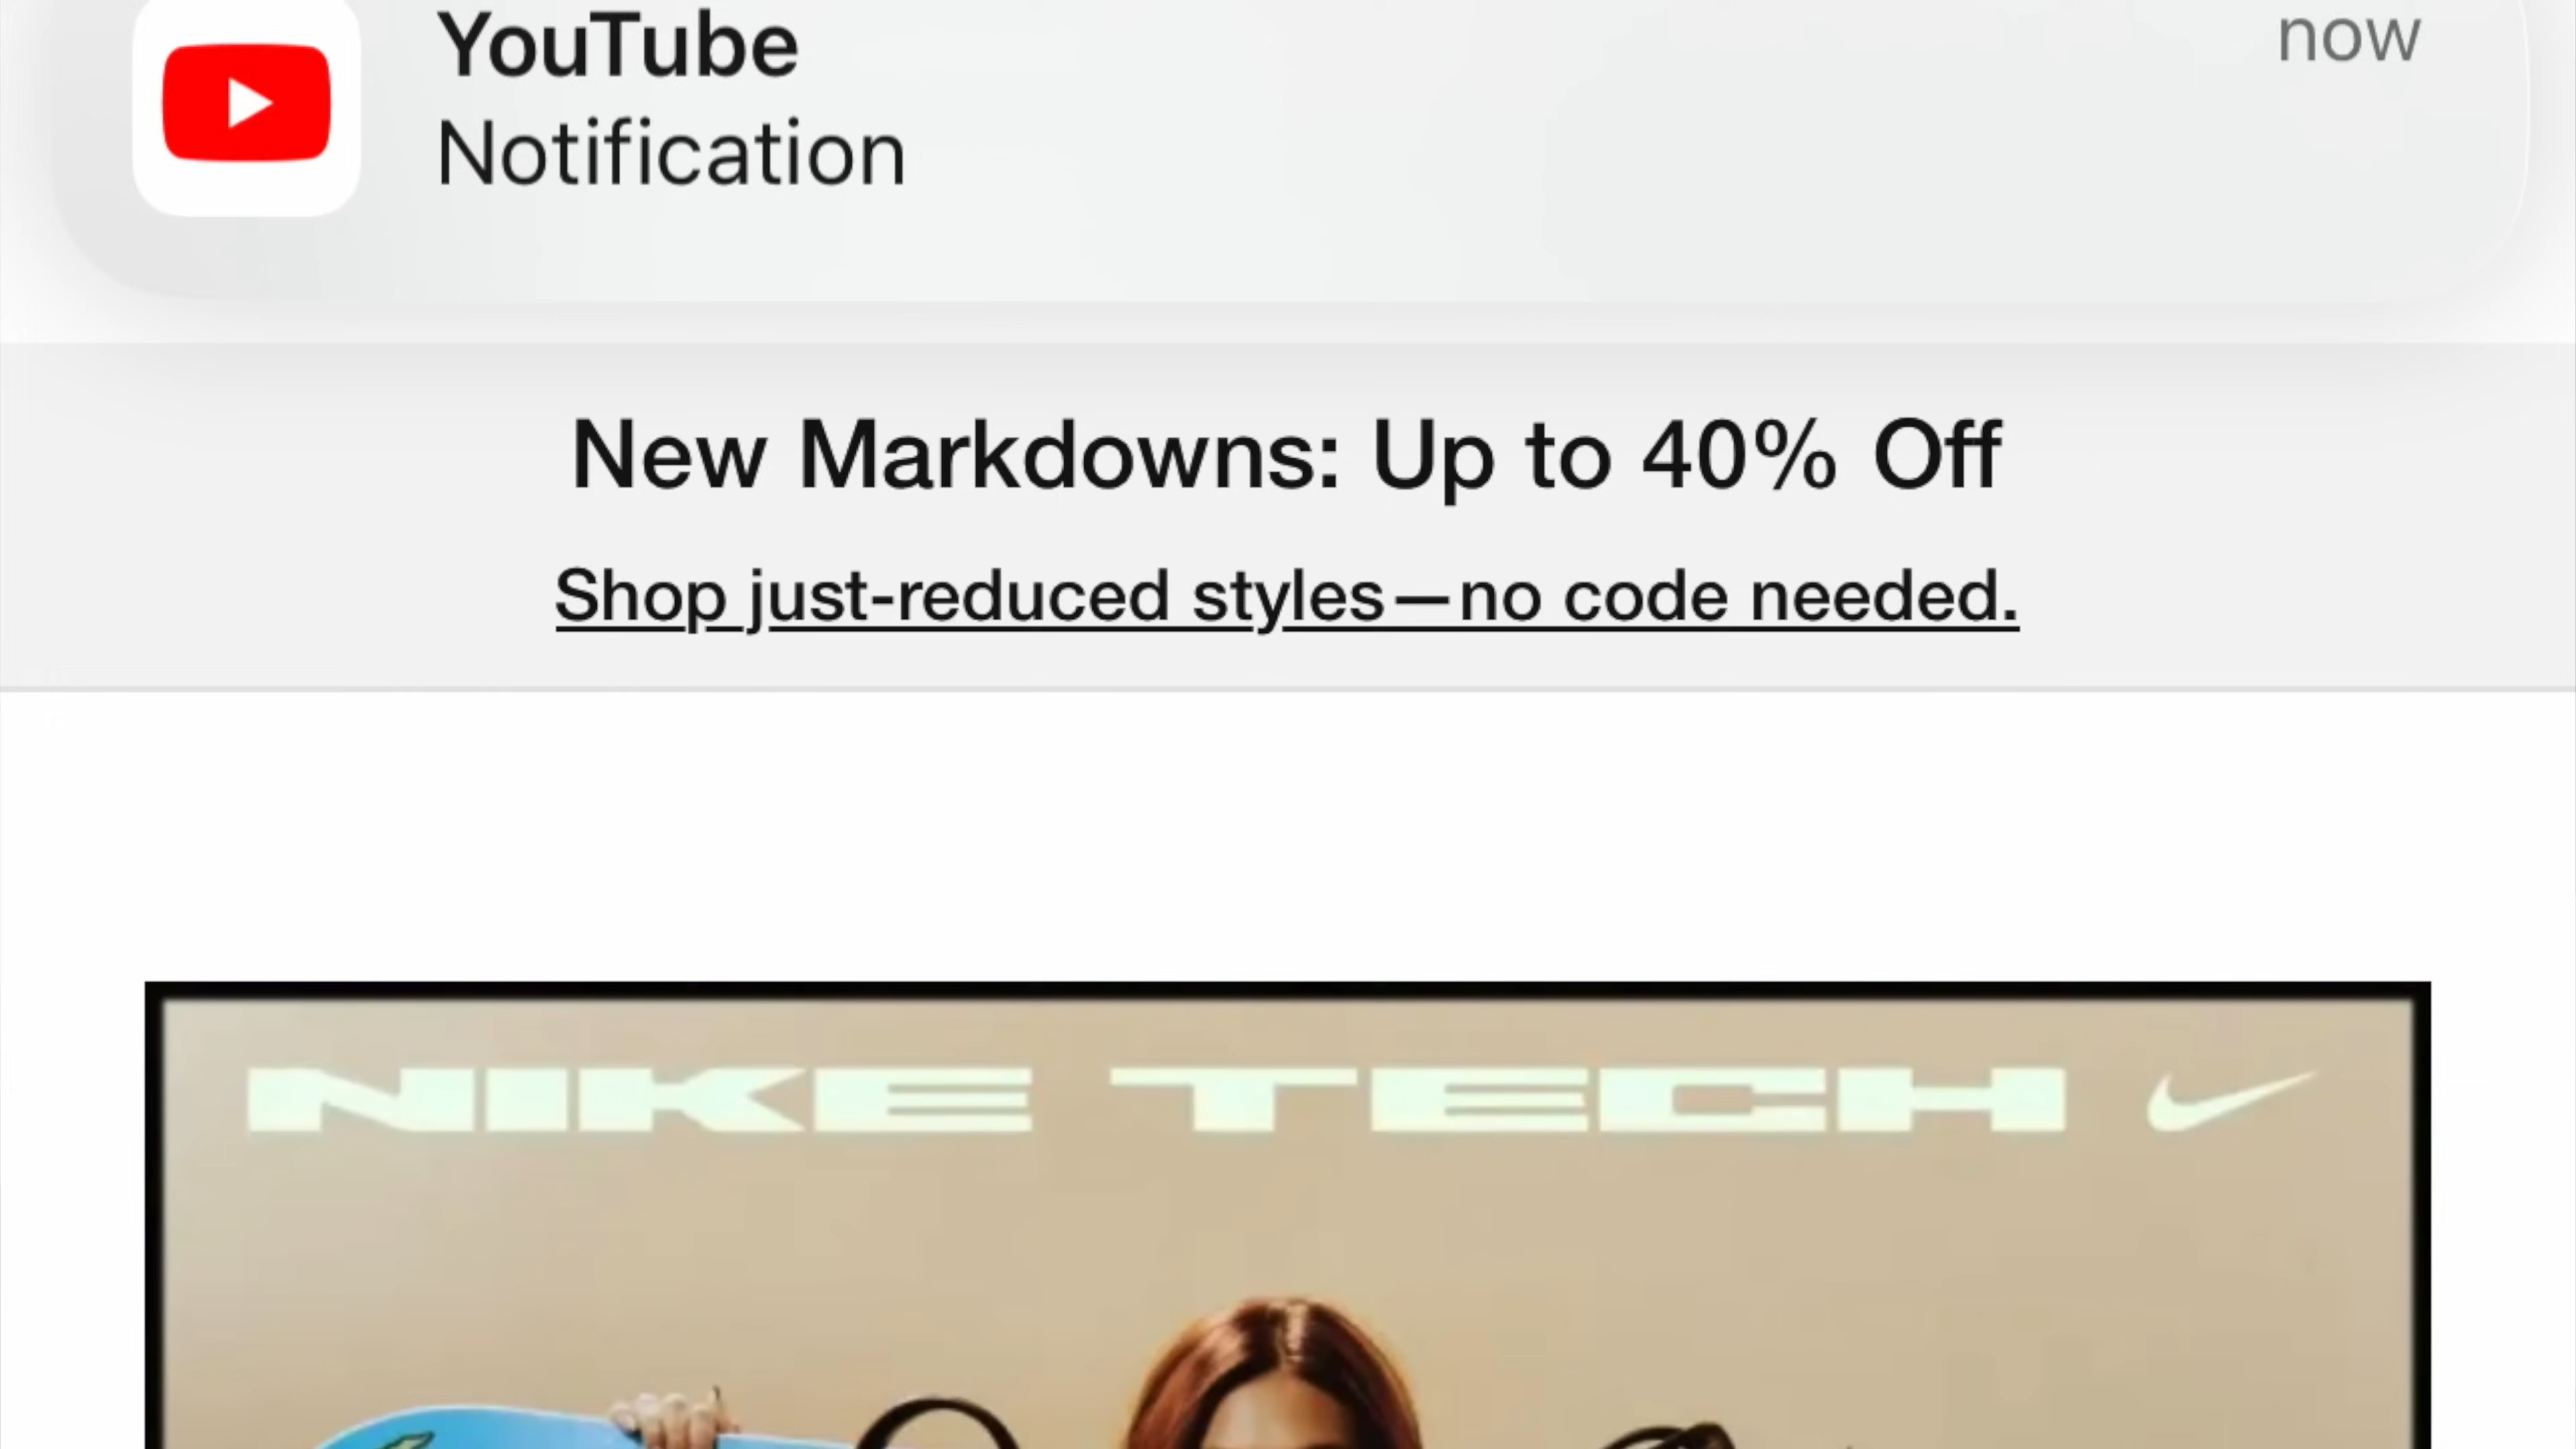 YouTube
now
Notification
New Markdowns: Up to 40% Off
Shop just-reduced styles—no code needed.
NIKE TECH